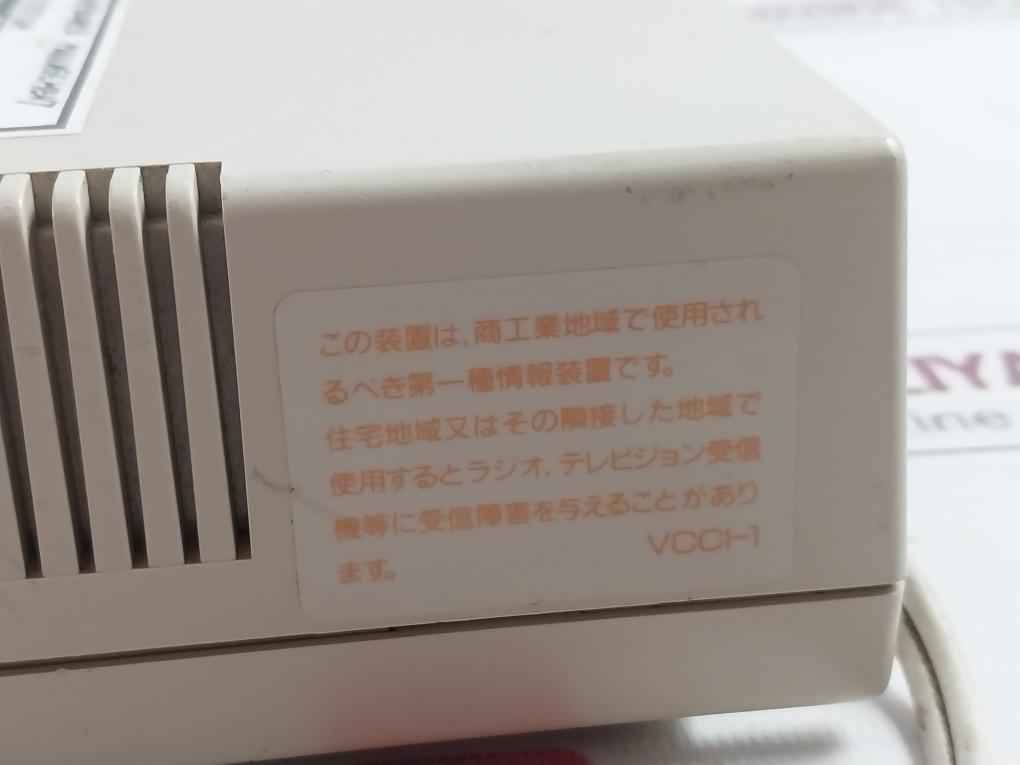 この装置は、商工業地域で使用され
るべき第一種情報装置です。
住宅地域又はその隣接した地域で
使用するとラジオ、テレビジョン受信
機等に受信障害を与えることがあり
ます。
VCCI-1